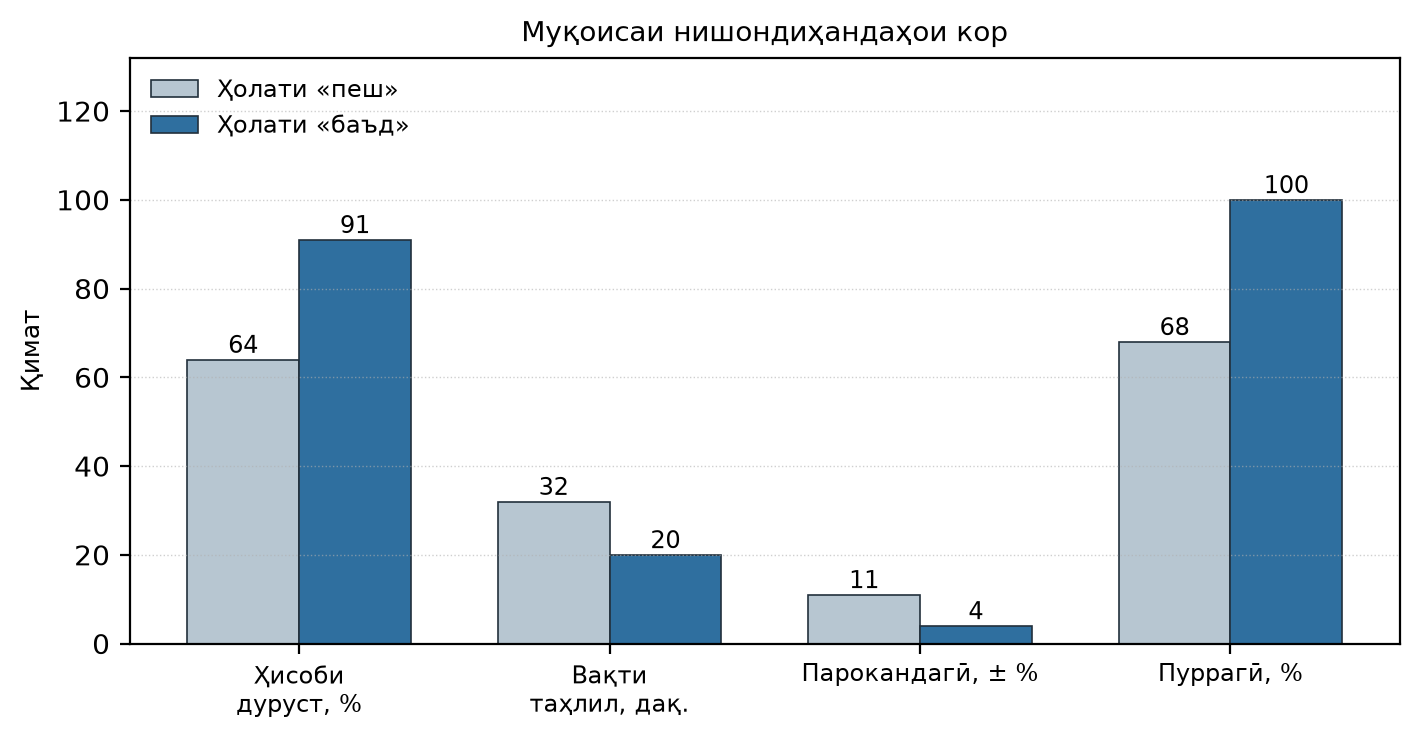 Муқоисаи нишондиҳандаҳои кор
Ҳолати «пеш»
Ҳолати «баъд»
Қимат
120
100
80
60
40
20
0
64
91
32
20
11
4
68
100
Ҳисоби
дуруст, %
Вақти
таҳлил, дақ.
Парокандагӣ, ± %
Пуррагӣ, %